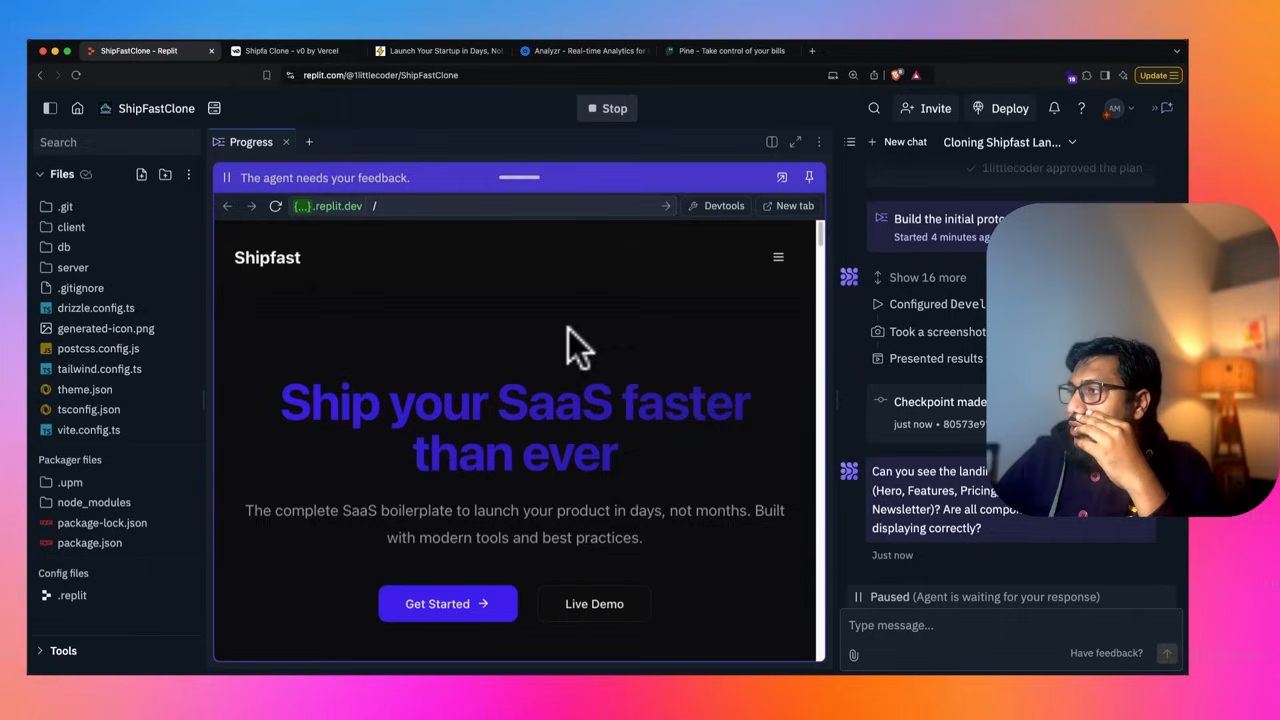 ShipFastClone - Replit
Shipfa Clone - v0 by Vercel
Launch Your Startup in Days, No
Analyzr - Real-time Analytics for
Pine - Take control of your bills
replit.com/@1littlecoder/ShipFastClone
18
Update
ShipFastClone
Stop
Invite
Deploy
AM
Search
Progress
New chat
Cloning Shipfast Lan...
Files
.git
client
db
server
.gitignore
drizzle.config.ts
generated-icon.png
postcss.config.js
tailwind.config.ts
theme.json
tsconfig.json
vite.config.ts
Packager files
.upm
node_modules
package-lock.json
package.json
Config files
.replit
Tools
The agent needs your feedback.
{...}.replit.dev /
Devtools
New tab
Shipfast
Ship your SaaS faster
than ever
The complete SaaS boilerplate to launch your product in days, not months. Built
with modern tools and best practices.
Get Started
Live Demo
1littlecoder approved the plan
Build the initial proto
Started 4 minutes ag
Show 16 more
Configured Devel
Took a screenshot
Presented results
Checkpoint made
just now • 80573e9
Can you see the landi
(Hero, Features, Pricing
Newsletter)? Are all compo
displaying correctly?
Just now
Paused (Agent is waiting for your response)
Type message...
Have feedback?